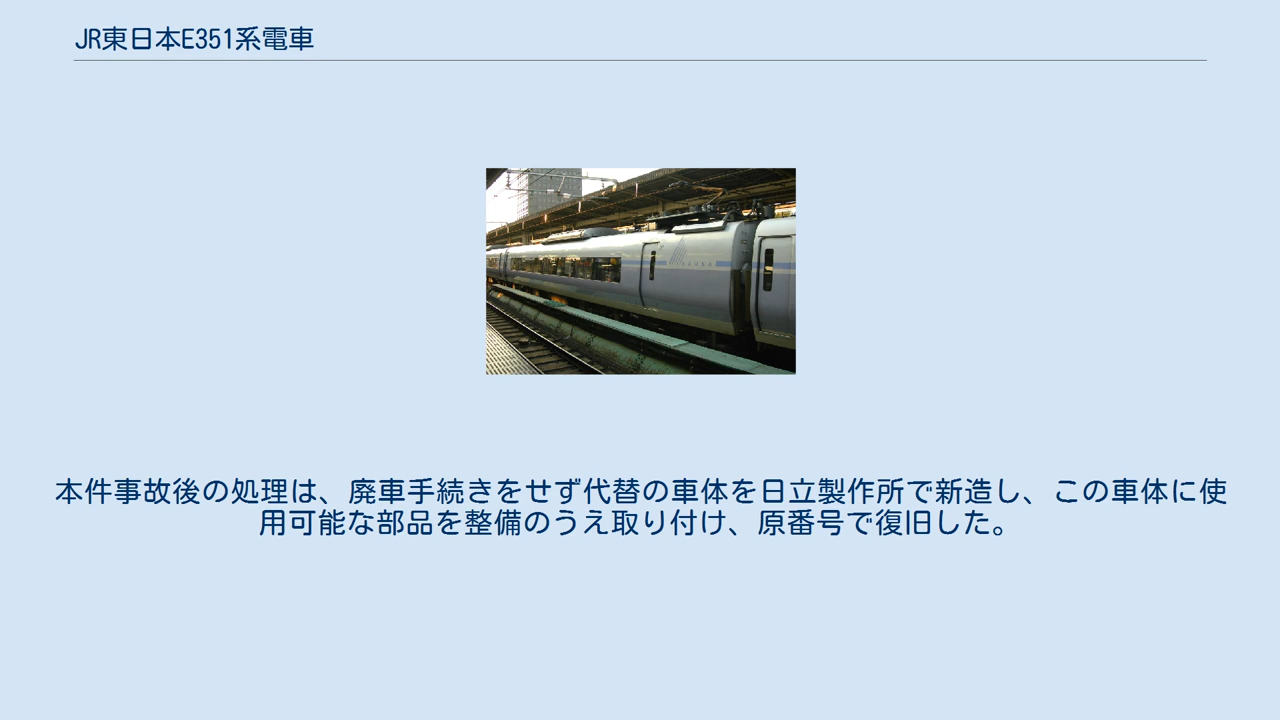 JR東日本E351系電車
本件事故後の処理は、廃車手続きをせず代替の車体を日立製作所で新造し、この車体に使
用可能な部品を整備のうえ取り付け、原番号で復旧した。